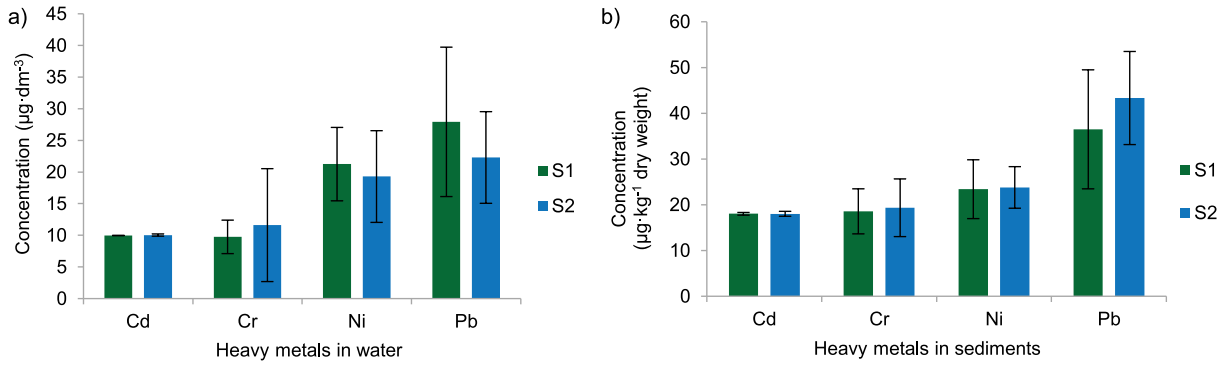 a)
Concentration (µg·dm⁻³)
45
40
35
30
25
20
15
10
5
0
Cd Cr Ni Pb
Heavy metals in water
S1
S2
b)
Concentration
(µg·kg⁻¹ dry weight)
60
50
40
30
20
10
0
Cd Cr Ni Pb
Heavy metals in sediments
S1
S2